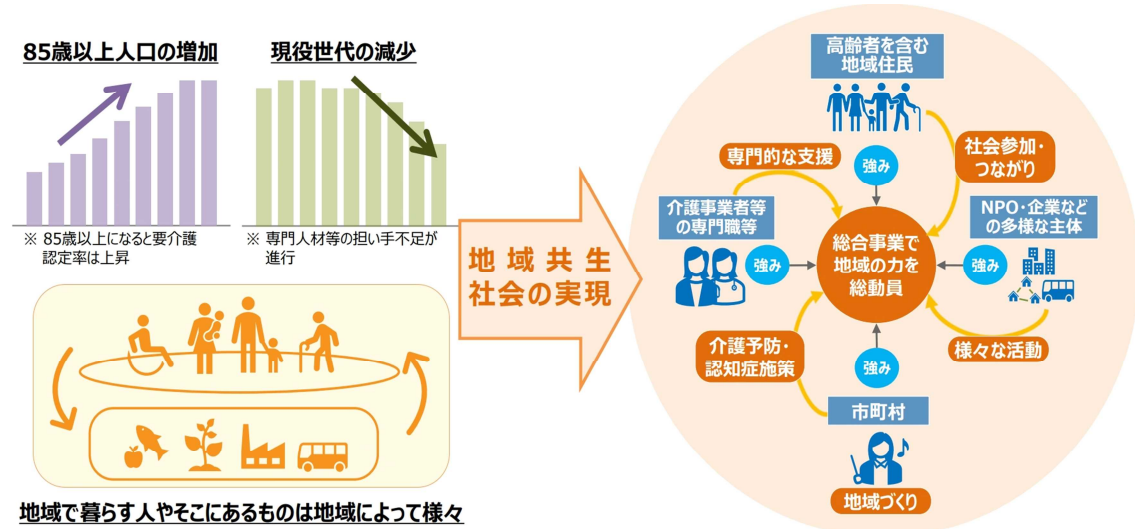 85歳以上人口の増加
現役世代の減少
※ 85歳以上になると要介護
認定率は上昇
※ 専門人材等の担い手不足が
進行
地域で暮らす人やそこにあるものは地域によって様々
地域共生
社会の実現
高齢者を含む
地域住民
専門的な支援
強み
社会参加・
つながり
介護事業者等
の専門職等
強み
総合事業で
地域の力を
総動員
強み
NPO・企業など
の多様な主体
介護予防・
認知症施策
強み
様々な活動
市町村
地域づくり